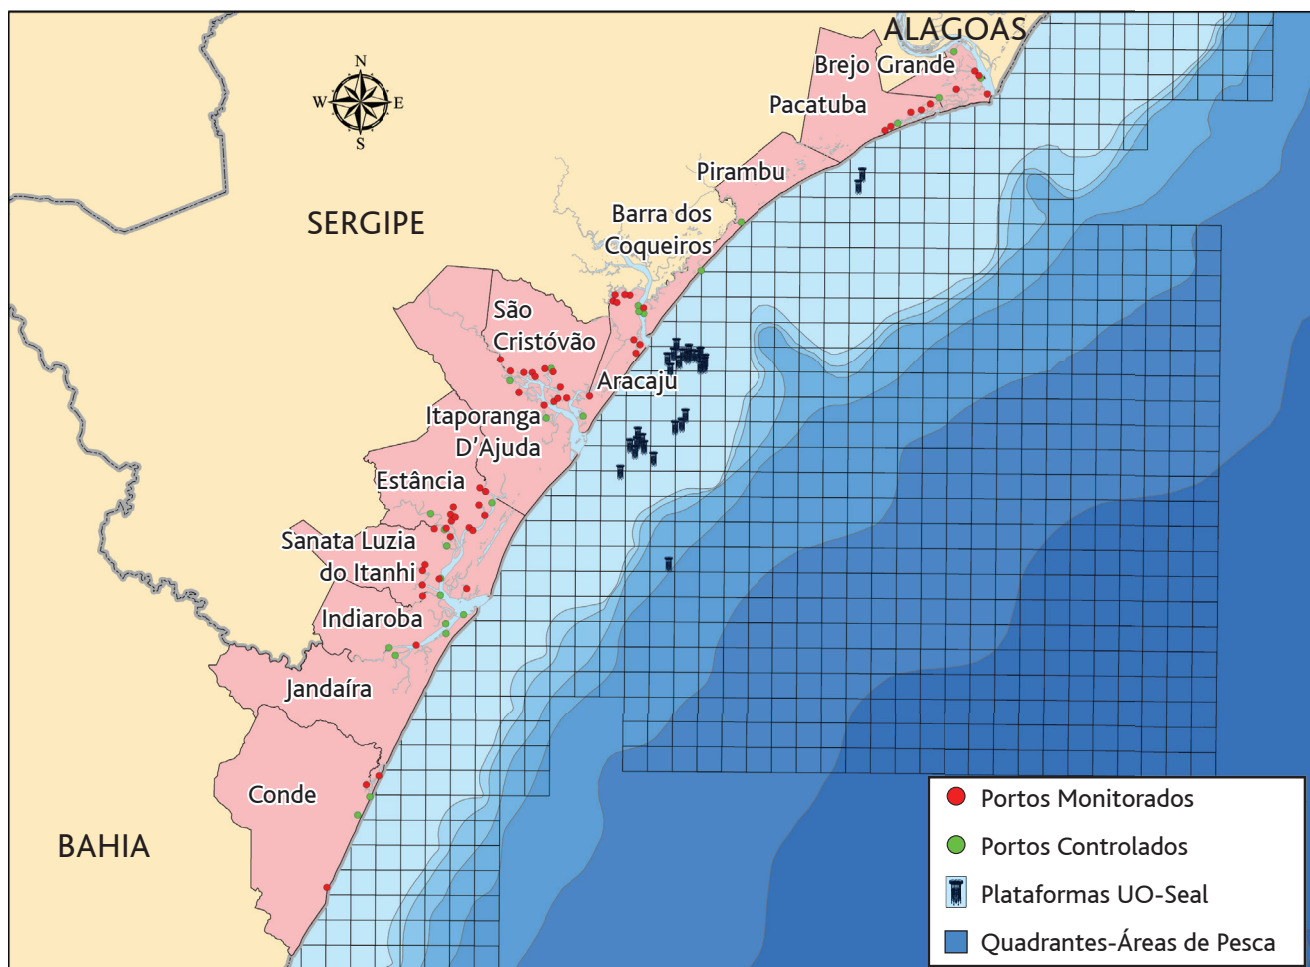 ALAGOAS
Brejo Grande
Pacatuba
N
W
E
S
Pirambu
SERGIPE
Barra dos
Coqueiros
São
Cristóvão
Aracaju
Itaporanga
D'Ajuda
Estância
Sanata Luzia
do Itanhi
Indiaroba
Jandaíra
Conde
BAHIA
Portos Monitorados
Portos Controlados
Plataformas UO-Seal
Quadrantes-Áreas de Pesca